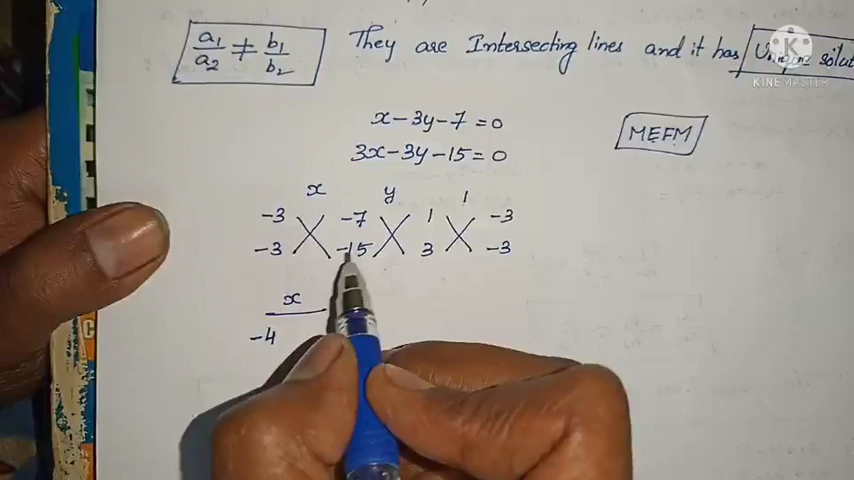 a₁/a₂ ≠ b₁/b₂ They are Intersecting lines and it has Unique
KINEMASTER
x-3y-7=0
MEFM
3x-3y-15=0
x y 1
-3 -7 1 -3
-3 -15 3 -3
x
-4